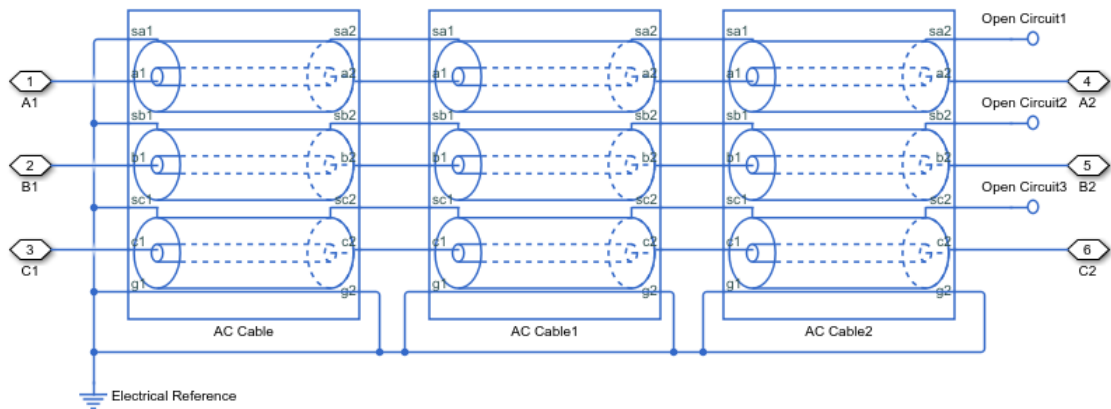 sa1 sa2 sa1 sa2 sa1 sa2 Open Circuit1
1 a1 a2 a1 a2 a1 a2 4
A1 A2
sb1 sb2 sb1 sb2 sb1 sb2 Open Circuit2
2 b1 b2 b1 b2 b1 b2 5
B1 B2
sc1 sc2 sc1 sc2 sc1 sc2 Open Circuit3
3 c1 c2 c1 c2 c1 c2 6
C1 C2
g1 g2 g1 g2 g1 g2
AC Cable AC Cable1 AC Cable2
Electrical Reference